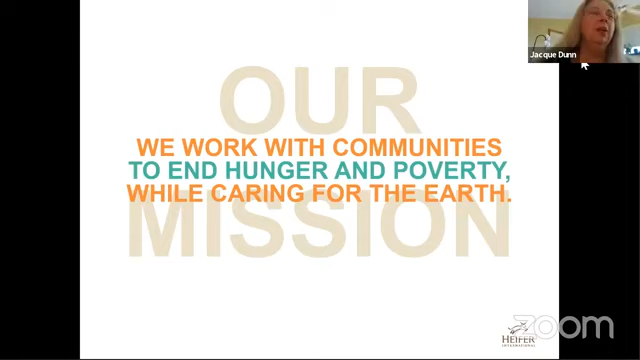 Jacque Dunn
OUR
WE WORK WITH COMMUNITIES
TO END HUNGER AND POVERTY,
WHILE CARING FOR THE EARTH.
MISSION
HEIFER
INTERNATIONAL
zoom